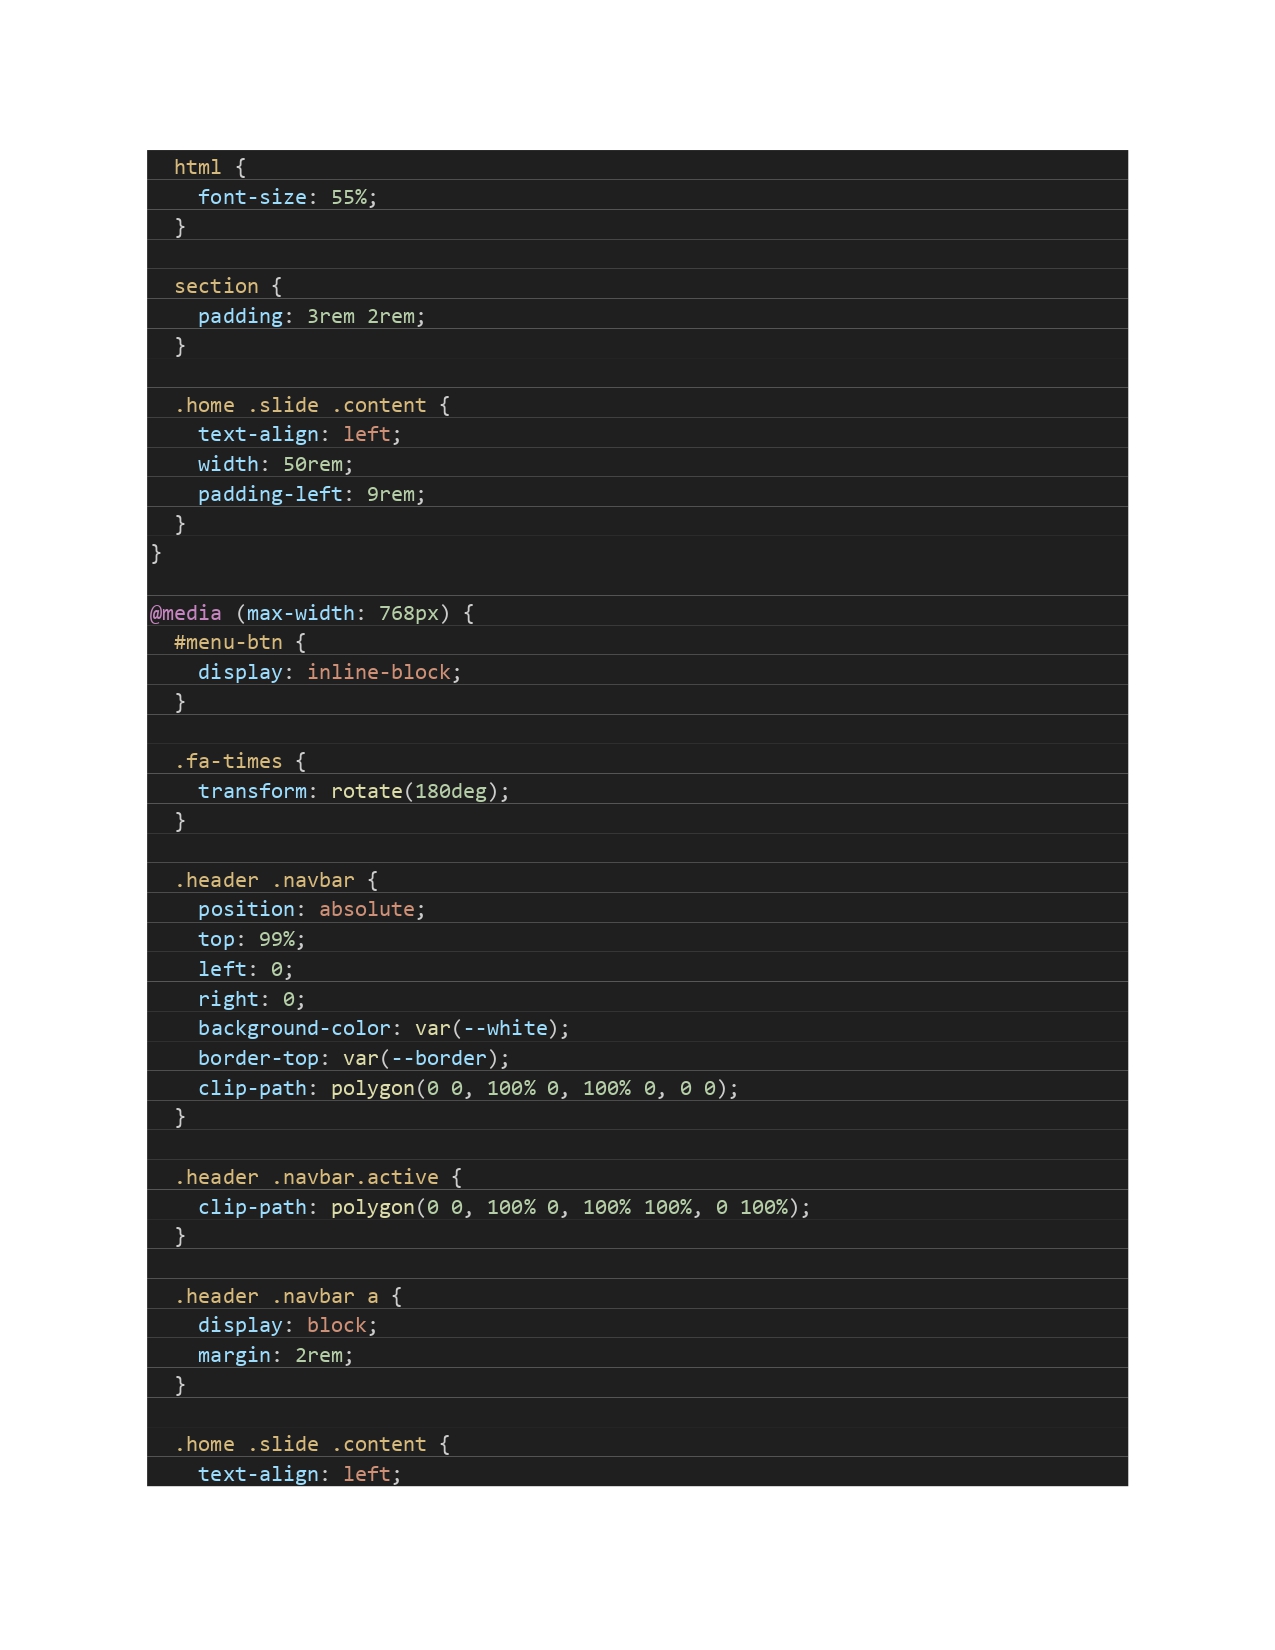 html {
    font-size: 55%;
  }

  section {
    padding: 3rem 2rem;
  }

  .home .slide .content {
    text-align: left;
    width: 50rem;
    padding-left: 9rem;
  }
}

@media (max-width: 768px) {
  #menu-btn {
    display: inline-block;
  }

  .fa-times {
    transform: rotate(180deg);
  }

  .header .navbar {
    position: absolute;
    top: 99%;
    left: 0;
    right: 0;
    background-color: var(--white);
    border-top: var(--border);
    clip-path: polygon(0 0, 100% 0, 100% 0, 0 0);
  }

  .header .navbar.active {
    clip-path: polygon(0 0, 100% 0, 100% 100%, 0 100%);
  }

  .header .navbar a {
    display: block;
    margin: 2rem;
  }

  .home .slide .content {
    text-align: left;